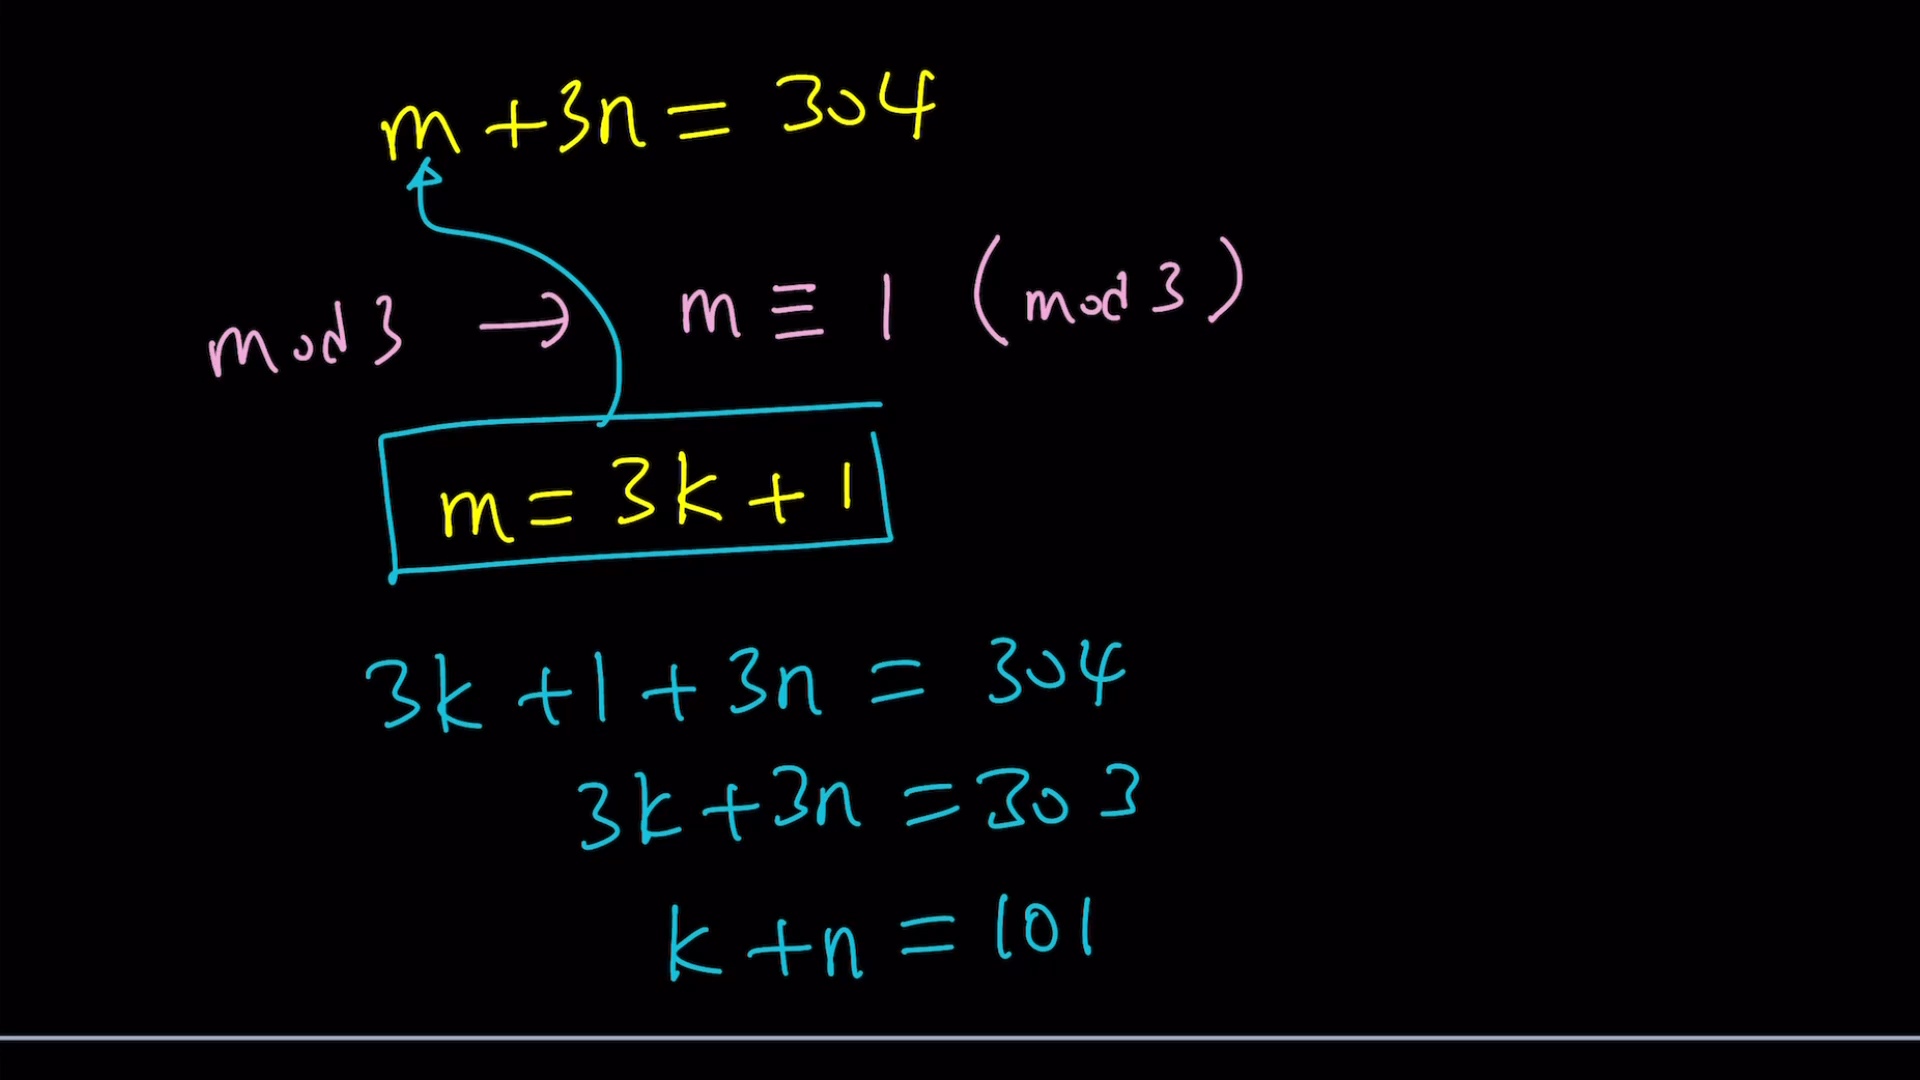 m + 3n = 304
mod 3 → m ≡ 1 (mod 3)
m = 3k + 1
3k + 1 + 3n = 304
3k + 3n = 303
k + n = 101